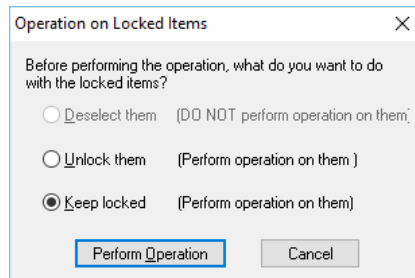 Operation on Locked Items
Before performing the operation, what do you want to do
with the locked items?
Deselect them (DO NOT perform operation on them)
Unlock them (Perform operation on them )
Keep locked (Perform operation on them)
Perform Operation Cancel